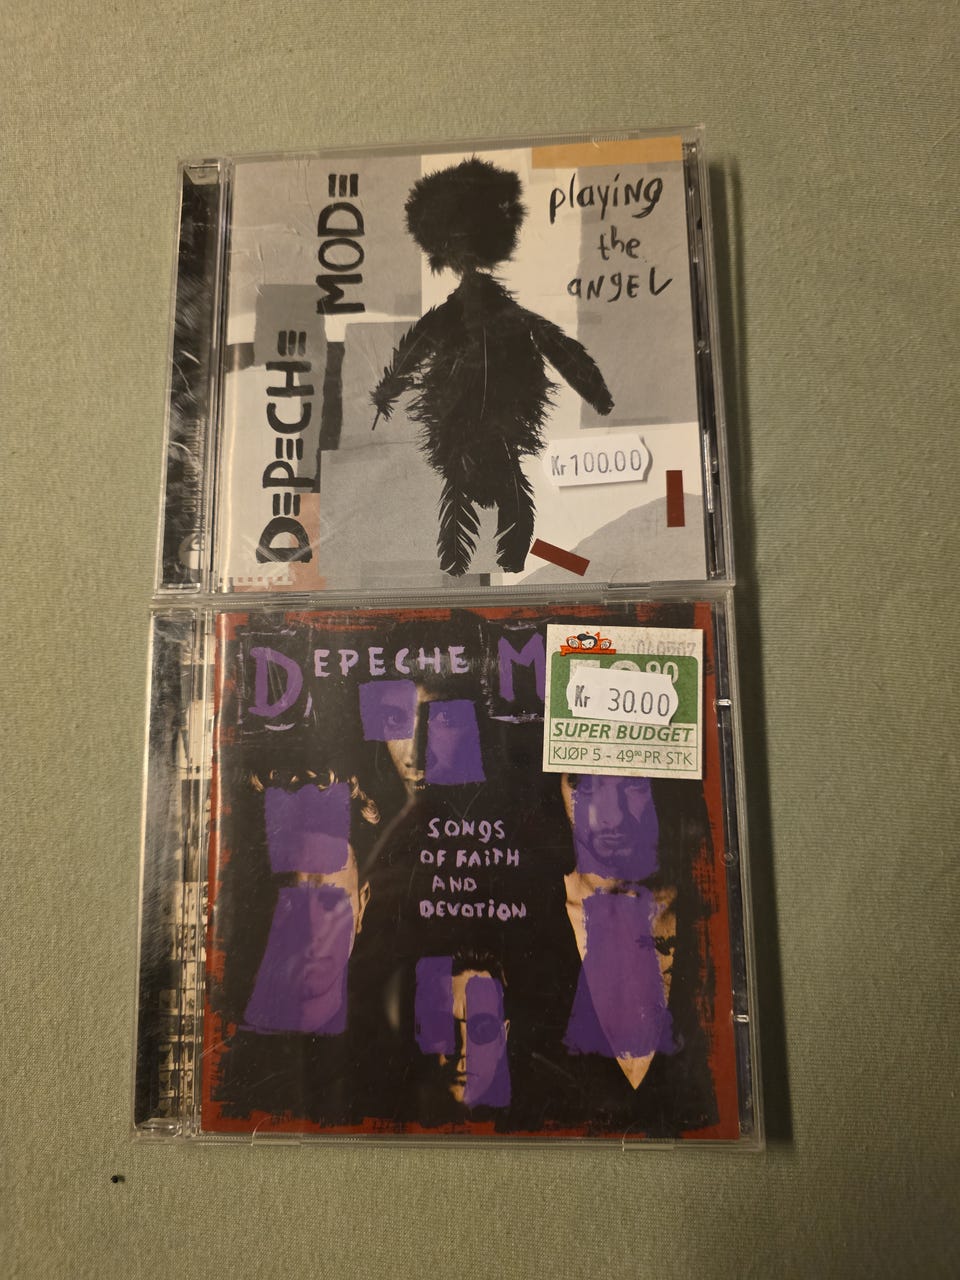 DEPECHE MODE
playing
the
angel
Kr 100.00
DEPECHE M
Kr 30.00
SUPER BUDGET
KJØP 5 - 49⁰⁰ PR STK
SONGS
OF FAITH
AND
DEVOTION